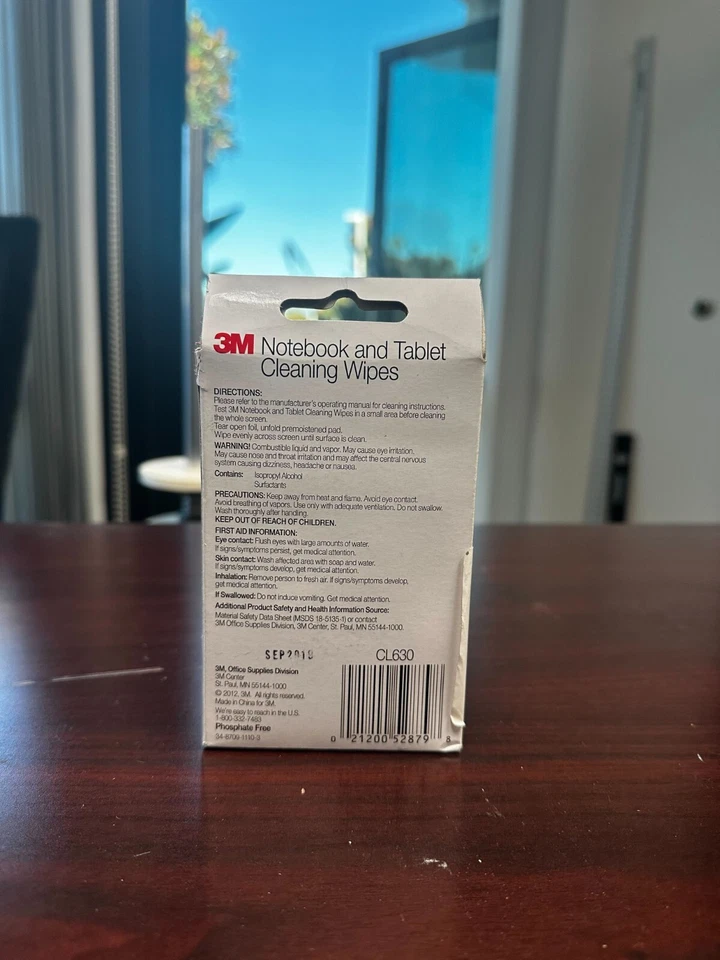 3M Notebook and Tablet
Cleaning Wipes
DIRECTIONS:
Please refer to the manufacturer's operating manual for cleaning instructions.
Test 3M Notebook and Tablet Cleaning Wipes in a small area before cleaning
the whole screen.
Tear open foil, unfold premoistened pad.
Wipe evenly across screen until surface is clean.
WARNING! Combustible liquid and vapor. May cause eye irritation.
May cause nose and throat irritation and may affect the central nervous
system causing dizziness, headache or nausea.
Contains: Isopropyl Alcohol
Surfactants
PRECAUTIONS: Keep away from heat and flame. Avoid eye contact.
Avoid breathing of vapors. Use only with adequate ventilation. Do not swallow.
Wash thoroughly after handling.
KEEP OUT OF REACH OF CHILDREN.
FIRST AID INFORMATION:
Eye contact: Flush eyes with large amounts of water.
If signs/symptoms persist, get medical attention.
Skin contact: Wash affected area with soap and water.
If signs/symptoms develop, get medical attention.
Inhalation: Remove person to fresh air. If signs/symptoms develop,
get medical attention.
If Swallowed: Do not induce vomiting. Get medical attention.
Additional Product Safety and Health Information Source:
Material Safety Data Sheet (MSDS 18-5135-1) or contact
3M Office Supplies Division, 3M Center, St. Paul, MN 55144-1000.
SEP 2019
CL630
3M, Office Supplies Division
3M Center
St. Paul, MN 55144-1000
© 2012, 3M. All rights reserved.
Made in China for 3M.
We're easy to reach in the U.S.
1-800-332-7483
Phosphate Free
34-8709-1110-3
0 21200 52879 8